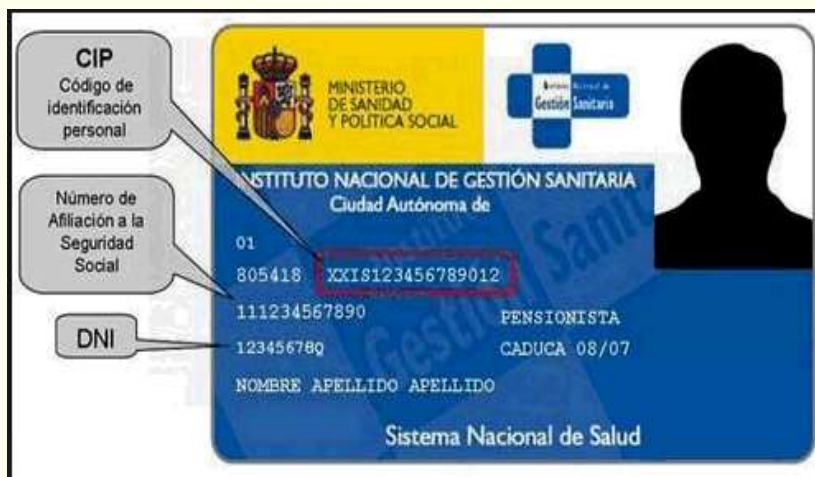 CIP
Código de
identificación
personal
Número de
Afiliación a la
Seguridad
Social
DNI
MINISTERIO
DE SANIDAD
Y POLÍTICA SOCIAL
Gestión Sanitaria
INSTITUTO NACIONAL DE GESTIÓN SANITARIA
Ciudad Autónoma de
01
805418 XXIS123456789012
111234567890 PENSIONISTA
12345678Q CADUCA 08/07
NOMBRE APELLIDO APELLIDO
Sistema Nacional de Salud